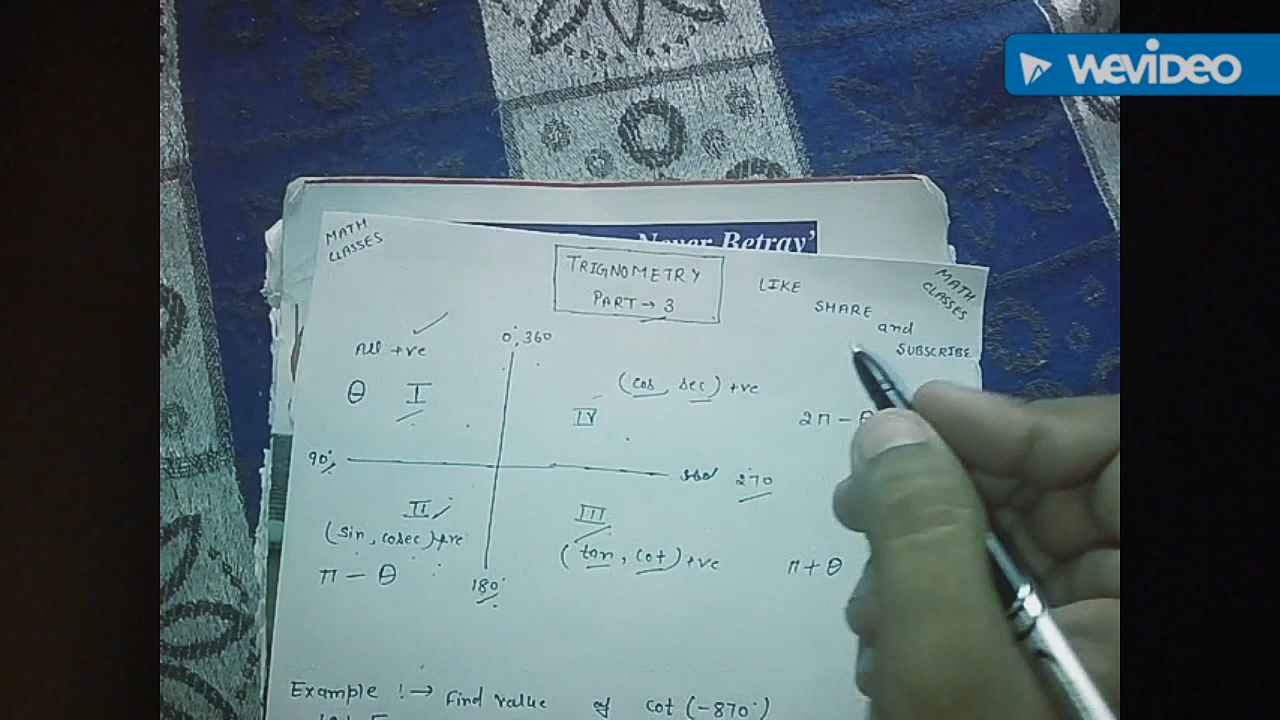 WEVIDEO
Never Betray'
MATH
CLASSES
TRIGNOMETRY
PART → 3
LIKE
SHARE
and
SUBSCRIBE
MATH
CLASSES
All +ve
0°, 360
θ I
(cos, sec) +ve
IV
2π - θ
90°
270
II
III
(sin, cosec) +ve
(tan, cot) +ve
π - θ
π + θ
180°
Example :→ Find value of cot (-870°)